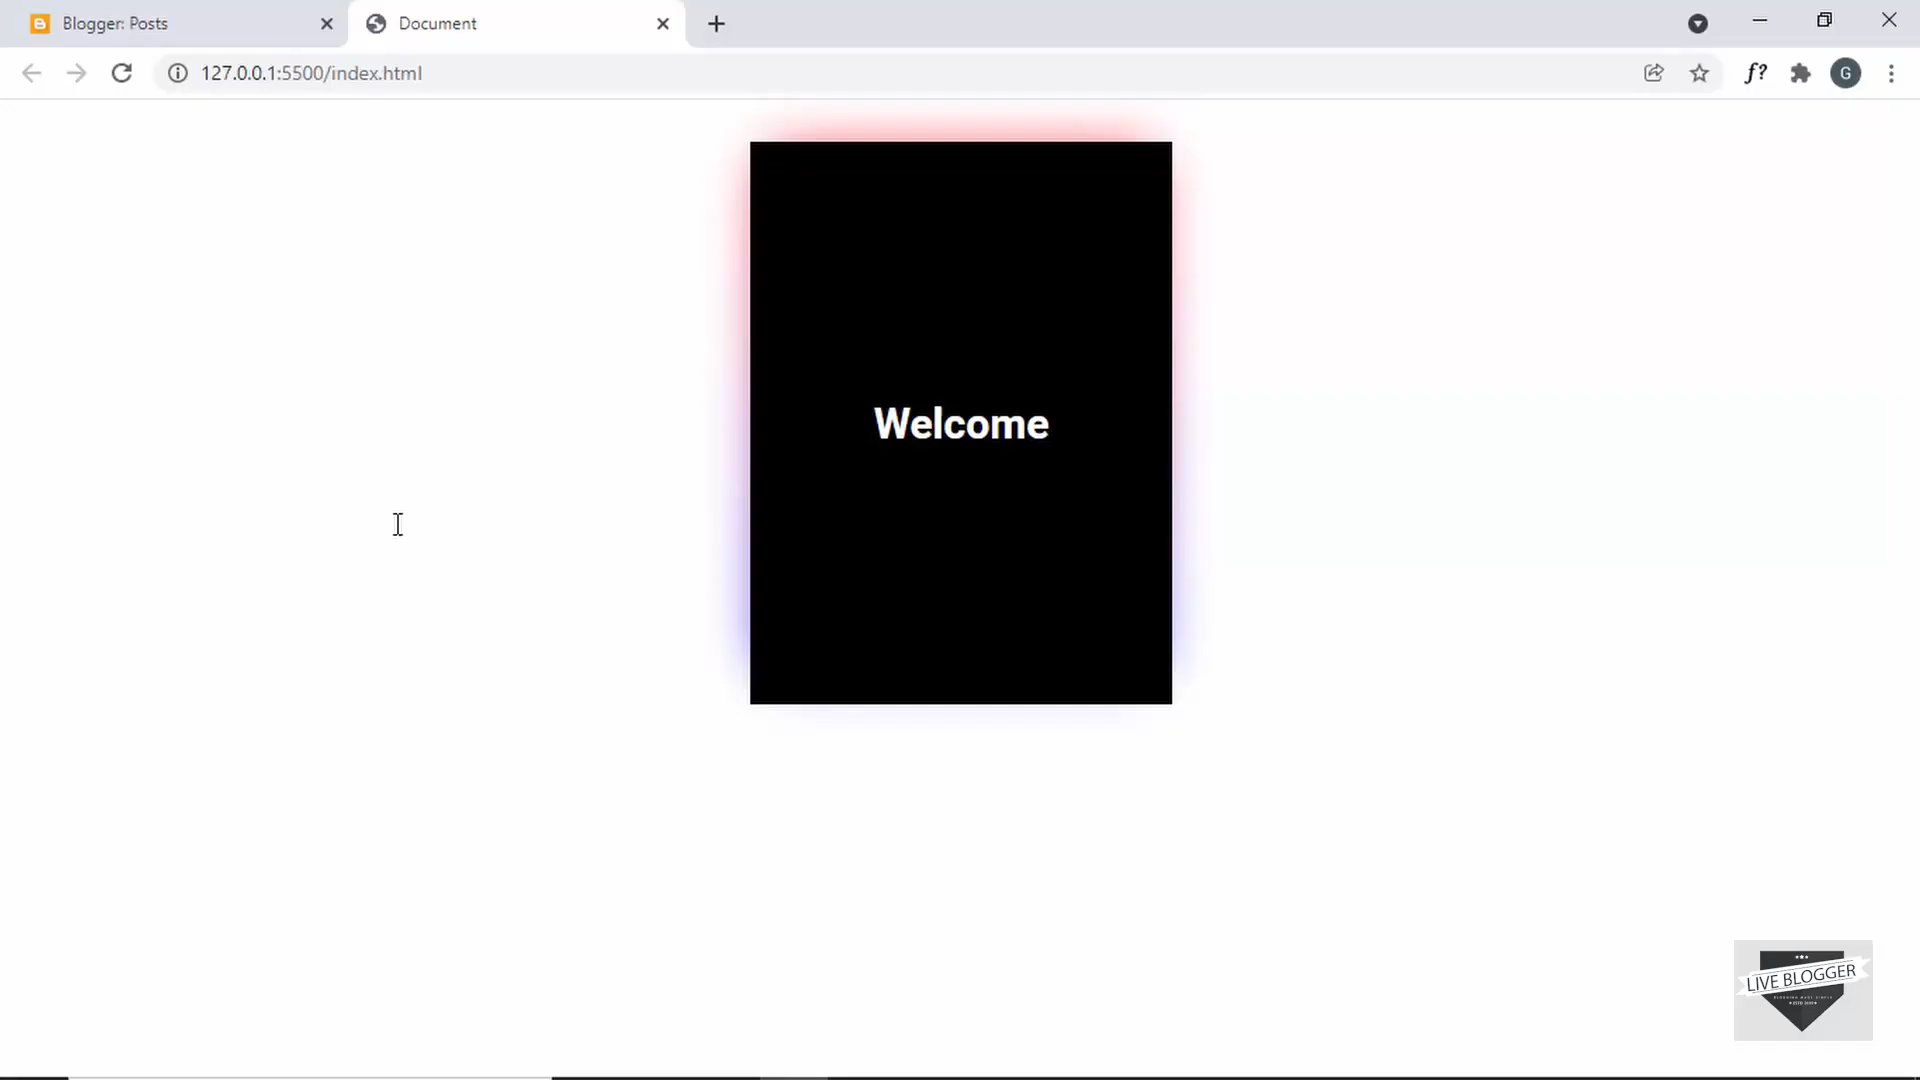 Blogger: Posts
Document
127.0.0.1:5500/index.html
f?
G
Welcome
LIVE BLOGGER